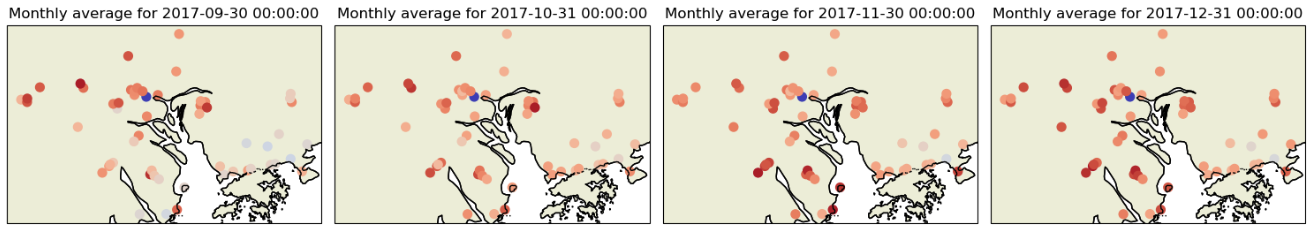 Monthly average for 2017-09-30 00:00:00
Monthly average for 2017-10-31 00:00:00
Monthly average for 2017-11-30 00:00:00
Monthly average for 2017-12-31 00:00:00